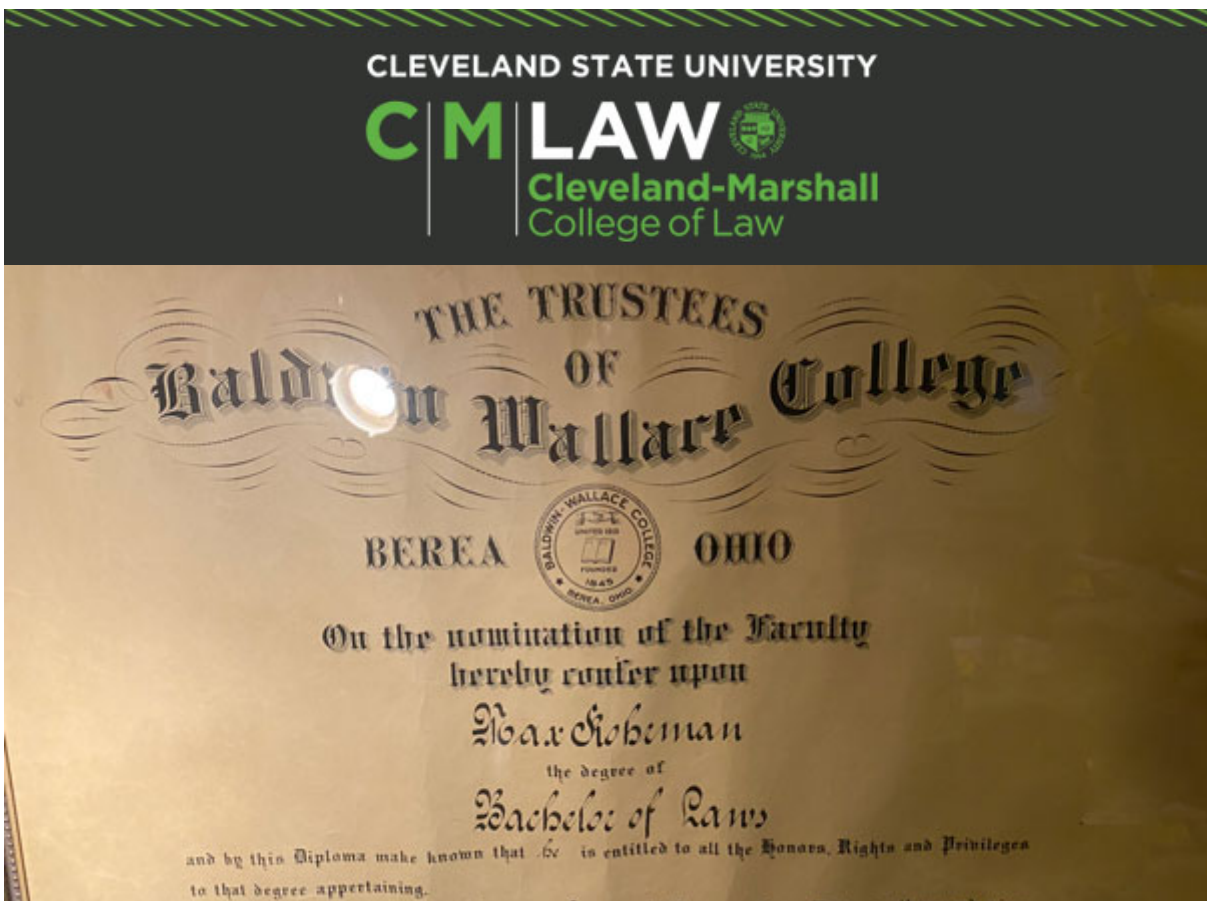 CLEVELAND STATE UNIVERSITY
C|M|LAW
Cleveland-Marshall
College of Law
THE TRUSTEES
OF
Baldwin Wallace College
BEREA OHIO
BALDWIN-WALLACE COLLEGE
UNITED 1913
FOUNDED
1845
BEREA, OHIO
On the nomination of the Faculty
hereby confer upon
Max
the degree of
Bachelor of Laws
and by this Diploma make known that he is entitled to all the Honors, Rights and Privileges
to that degree appertaining.